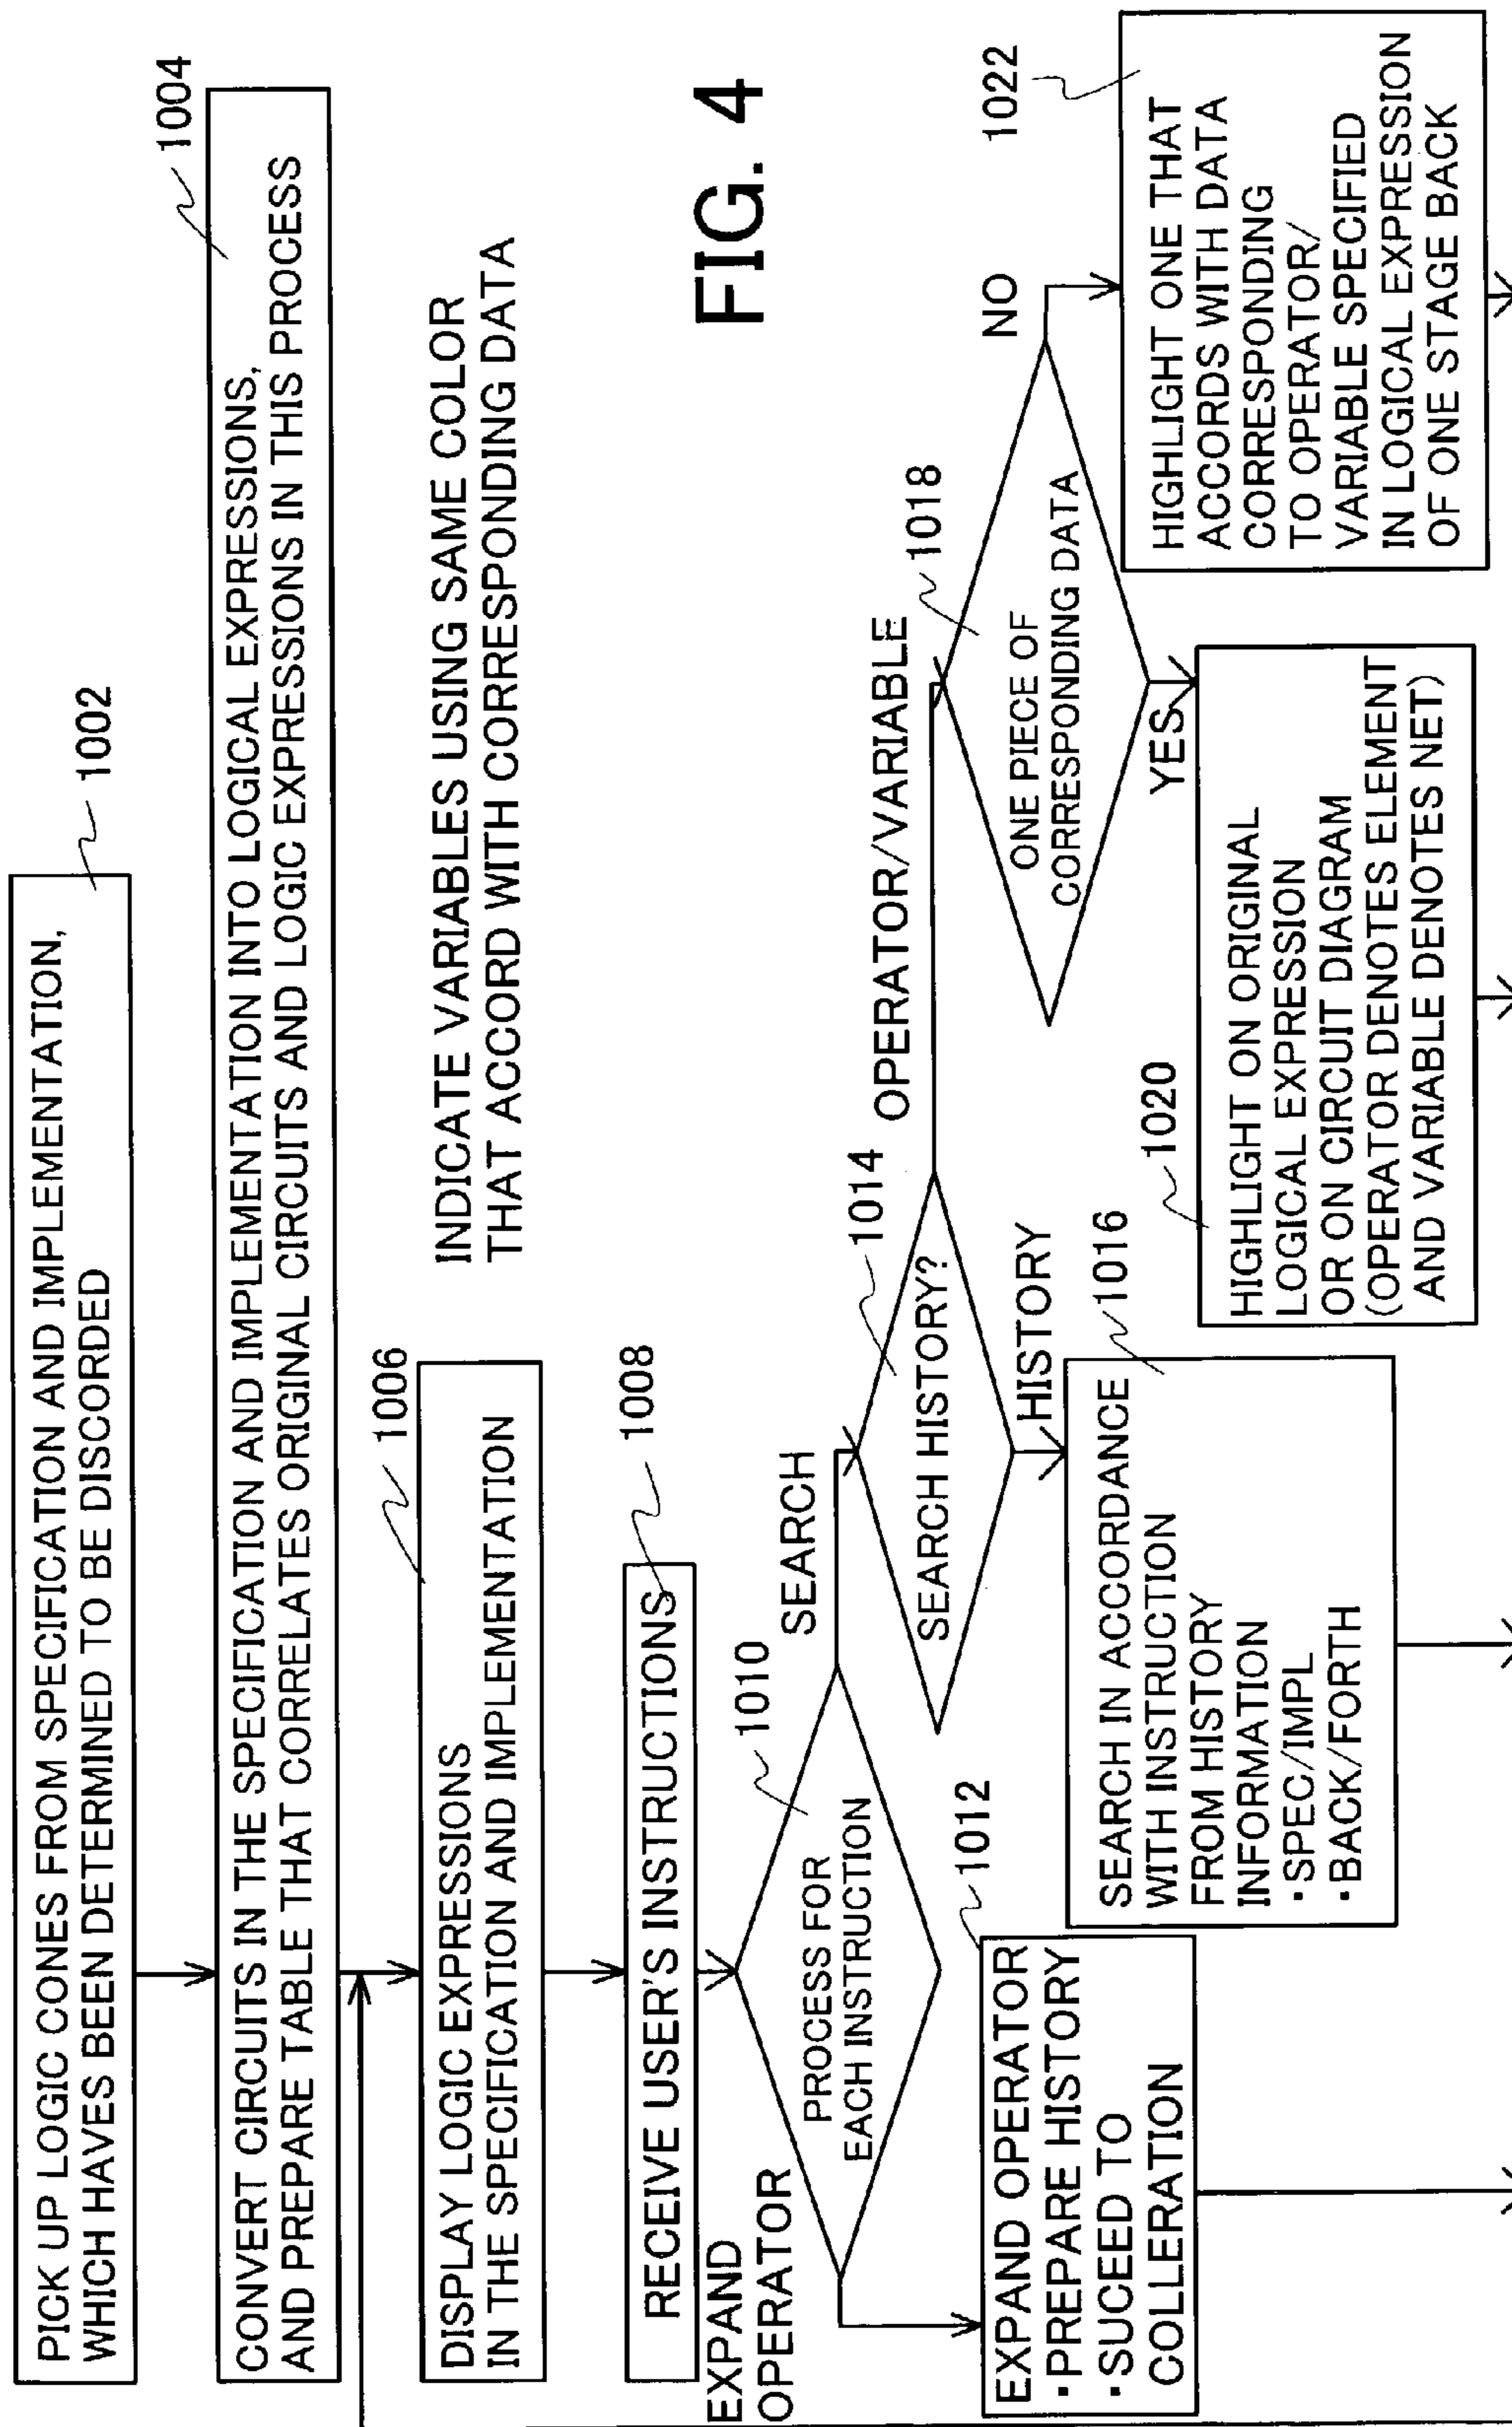 FIG. 4
PICK UP LOGIC CONES FROM SPECIFICATION AND IMPLEMENTATION,
WHICH HAVES BEEN DETERMINED TO BE DISCORDED
1002
CONVERT CIRCUITS IN THE SPECIFICATION AND IMPLEMENTATION INTO LOGICAL EXPRESSIONS,
AND PREPARE TABLE THAT CORRELATES ORIGINAL CIRCUITS AND LOGIC EXPRESSIONS IN THIS PROCESS
1004
DISPLAY LOGIC EXPRESSIONS
IN THE SPECIFICATION AND IMPLEMENTATION
1006
INDICATE VARIABLES USING SAME COLOR
THAT ACCORD WITH CORRESPONDING DATA
RECEIVE USER'S INSTRUCTIONS
1008
EXPAND
OPERATOR
PROCESS FOR
EACH INSTRUCTION
1010
SEARCH
SEARCH HISTORY?
1014
OPERATOR/VARIABLE
HISTORY
ONE PIECE OF
CORRESPONDING DATA
1018
NO
YES
EXPAND OPERATOR
·PREPARE HISTORY
·SUCEED TO
COLLERATION
1012
SEARCH IN ACCORDANCE
WITH INSTRUCTION
FROM HISTORY
INFORMATION
·SPEC/IMPL
·BACK/FORTH
1016
HIGHLIGHT ON ORIGINAL
LOGICAL EXPRESSION
OR ON CIRCUIT DIAGRAM
(OPERATOR DENOTES ELEMENT
AND VARIABLE DENOTES NET)
1020
HIGHLIGHT ONE THAT
ACCORDS WITH DATA
CORRESPONDING
TO OPERATOR/
VARIABLE SPECIFIED
IN LOGICAL EXPRESSION
OF ONE STAGE BACK
1022